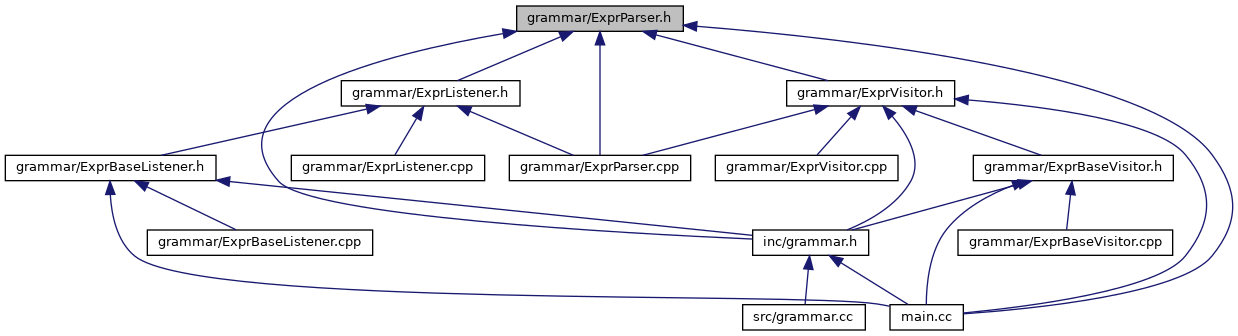 grammar/ExprParser.h
grammar/ExprListener.h
grammar/ExprVisitor.h
grammar/ExprBaseListener.h
grammar/ExprListener.cpp
grammar/ExprParser.cpp
grammar/ExprVisitor.cpp
grammar/ExprBaseVisitor.h
grammar/ExprBaseListener.cpp
inc/grammar.h
grammar/ExprBaseVisitor.cpp
src/grammar.cc
main.cc